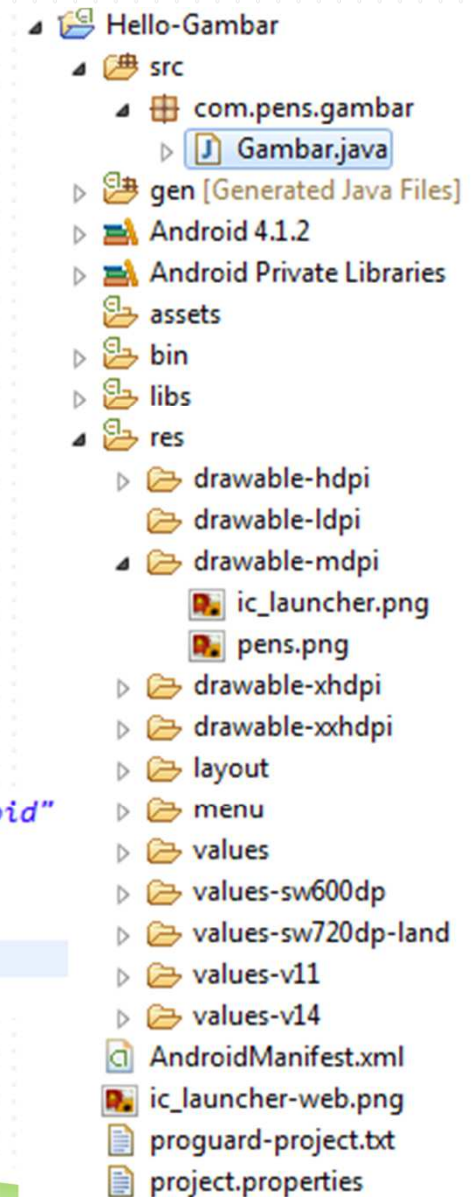 Hello-Gambar
src
com.pens.gambar
Gambar.java
gen [Generated Java Files]
Android 4.1.2
Android Private Libraries
assets
bin
libs
res
drawable-hdpi
drawable-ldpi
drawable-mdpi
ic_launcher.png
pens.png
drawable-xhdpi
drawable-xxhdpi
layout
oid"
menu
values
values-sw600dp
values-sw720dp-land
values-v11
values-v14
AndroidManifest.xml
ic_launcher-web.png
proguard-project.txt
project.properties